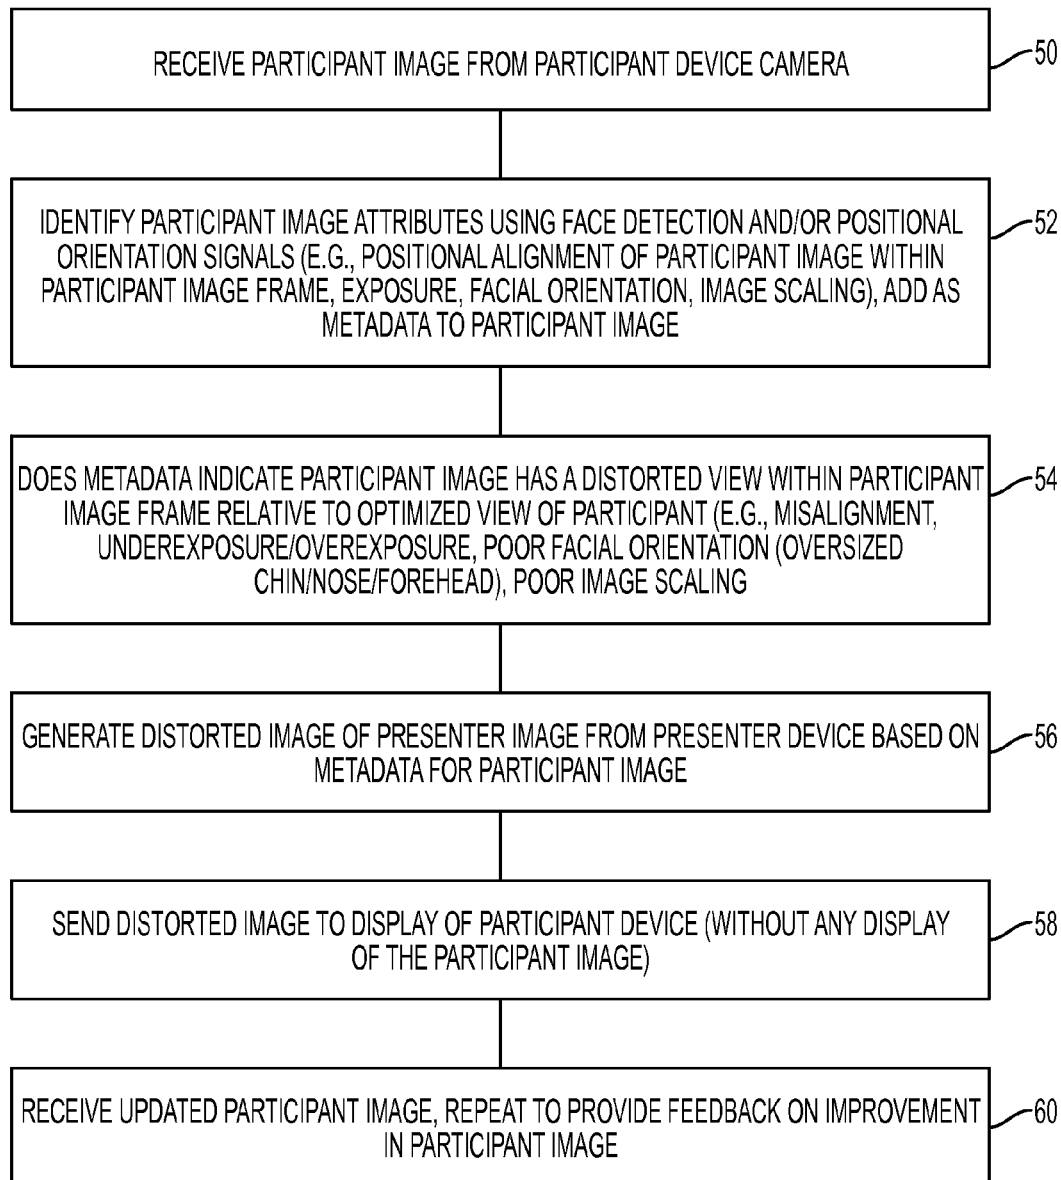 RECEIVE PARTICIPANT IMAGE FROM PARTICIPANT DEVICE CAMERA
50
IDENTIFY PARTICIPANT IMAGE ATTRIBUTES USING FACE DETECTION AND/OR POSITIONAL
ORIENTATION SIGNALS (E.G., POSITIONAL ALIGNMENT OF PARTICIPANT IMAGE WITHIN
PARTICIPANT IMAGE FRAME, EXPOSURE, FACIAL ORIENTATION, IMAGE SCALING), ADD AS
METADATA TO PARTICIPANT IMAGE
52
DOES METADATA INDICATE PARTICIPANT IMAGE HAS A DISTORTED VIEW WITHIN PARTICIPANT
IMAGE FRAME RELATIVE TO OPTIMIZED VIEW OF PARTICIPANT (E.G., MISALIGNMENT,
UNDEREXPOSURE/OVEREXPOSURE, POOR FACIAL ORIENTATION (OVERSIZED
CHIN/NOSE/FOREHEAD), POOR IMAGE SCALING
54
GENERATE DISTORTED IMAGE OF PRESENTER IMAGE FROM PRESENTER DEVICE BASED ON
METADATA FOR PARTICIPANT IMAGE
56
SEND DISTORTED IMAGE TO DISPLAY OF PARTICIPANT DEVICE (WITHOUT ANY DISPLAY
OF THE PARTICIPANT IMAGE)
58
RECEIVE UPDATED PARTICIPANT IMAGE, REPEAT TO PROVIDE FEEDBACK ON IMPROVEMENT
IN PARTICIPANT IMAGE
60